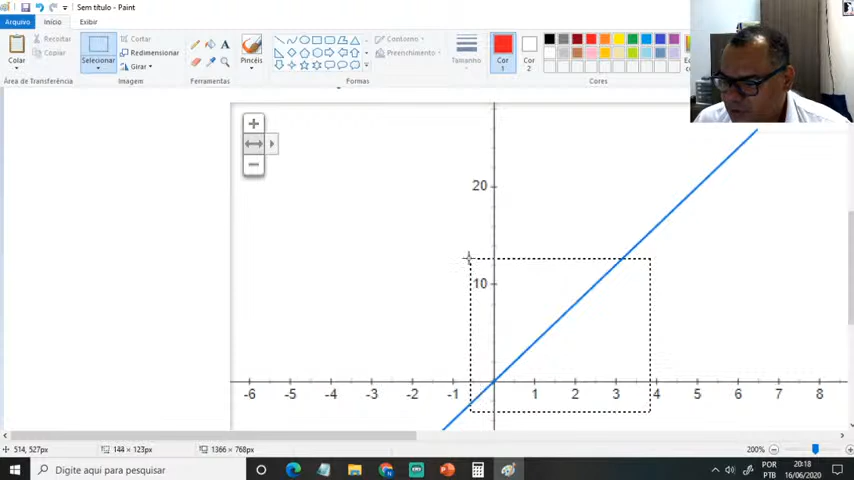 Sem título - Paint
Arquivo Início Exibir
Colar
Recortar
Copiar
Área de Transferência
Selecionar
Cortar
Redimensionar
Girar
Imagem
A
Ferramentas
Pincéis
Contorno
Preenchimento
Formas
Tamanho
Cor 1
Cor 2
Cores
20
10
-6 -5 -4 -3 -2 -1 1 2 3 4 5 6 7 8
514, 527px 144 × 123px 1366 × 768px 200%
Digite aqui para pesquisar
POR
PTB
20:18
16/06/2020